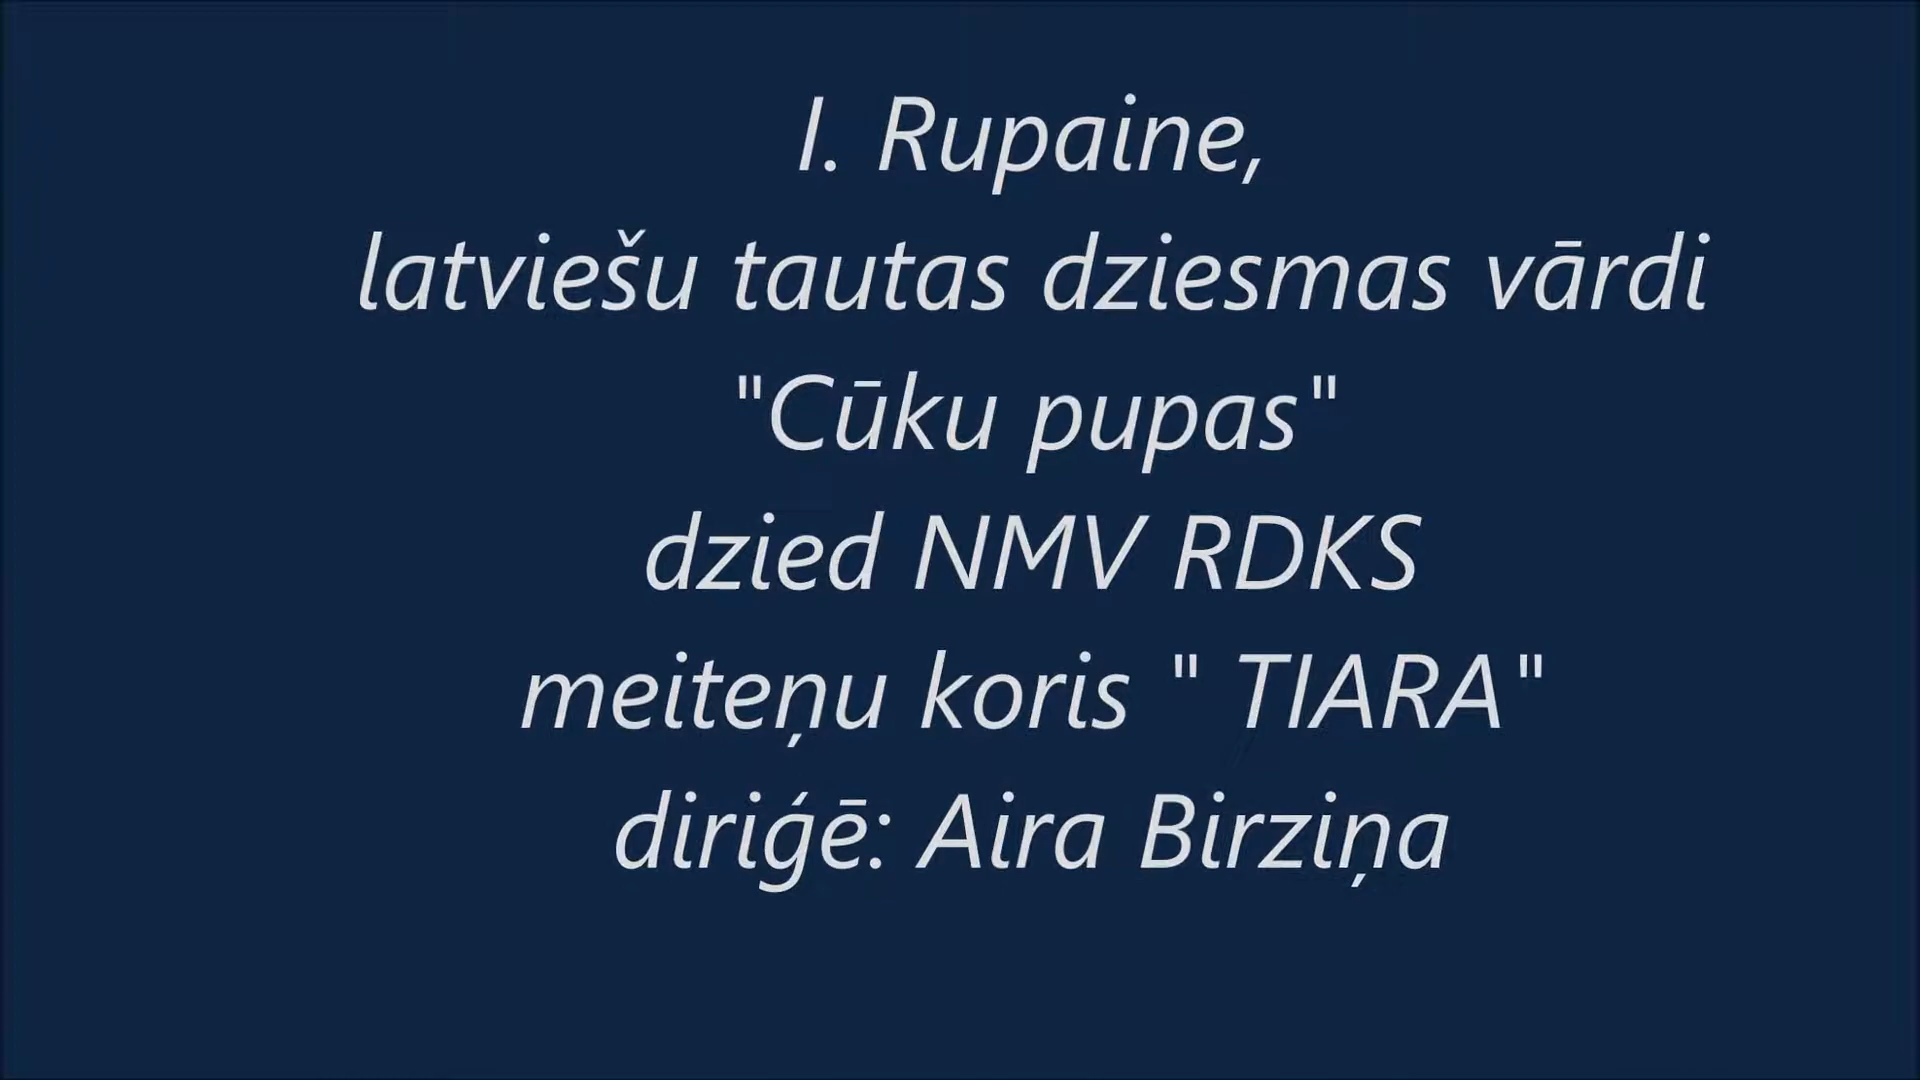 I. Rupaine,
latviešu tautas dziesmas vārdi
"Cūku pupas"
dzied NMV RDKS
meiteņu koris " TIARA"
diriģē: Aira Birziņa